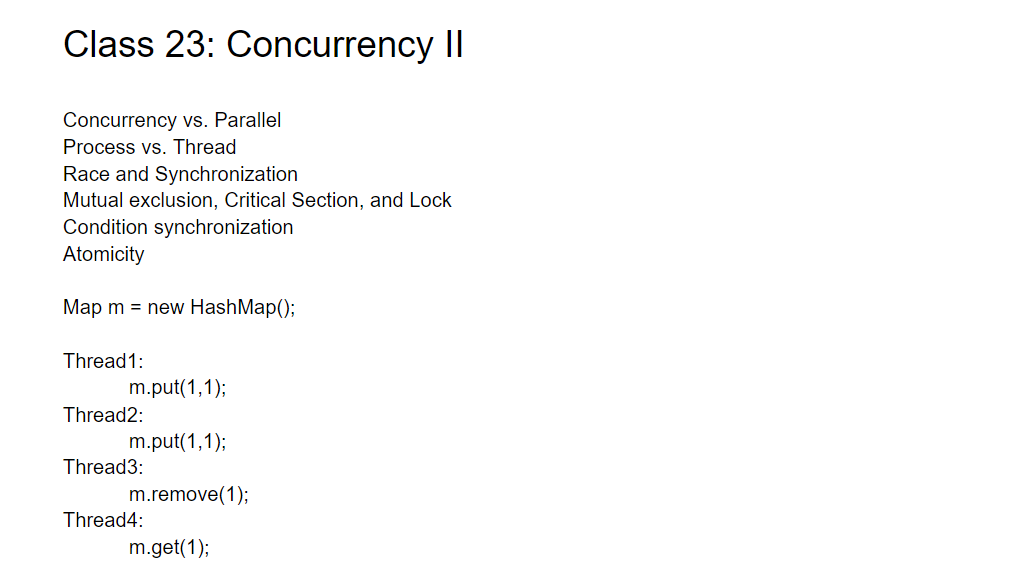 Class 23: Concurrency II
Concurrency vs. Parallel
Process vs. Thread
Race and Synchronization
Mutual exclusion, Critical Section, and Lock
Condition synchronization
Atomicity
Map m = new HashMap();
Thread1:
m.put(1,1);
Thread2:
m.put(1,1);
Thread3:
m.remove(1);
Thread4:
m.get(1);